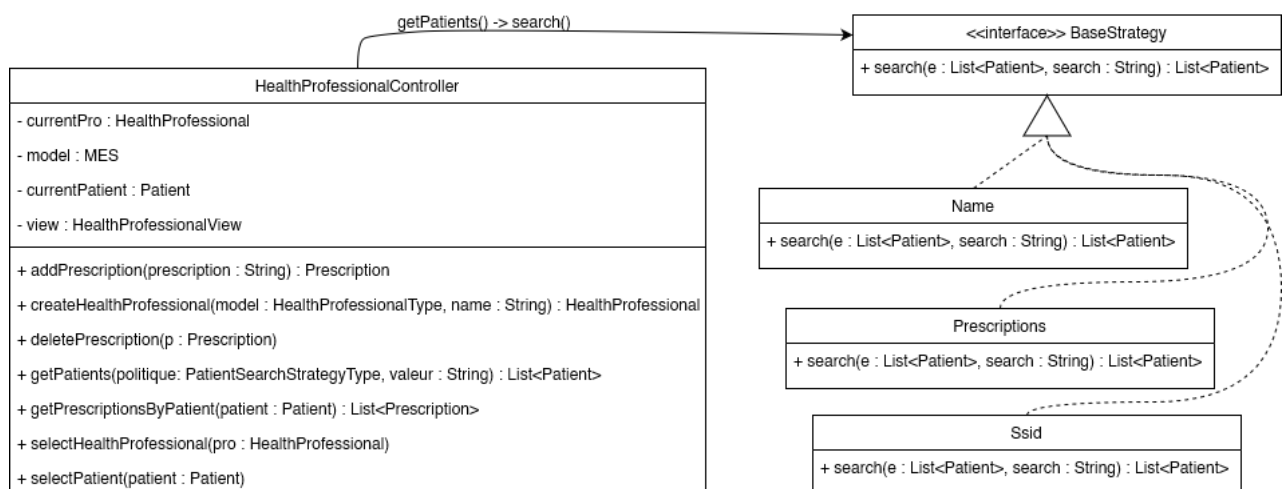 getPatients() -> search()
HealthProfessionalController
- currentPro : HealthProfessional
- model : MES
- currentPatient : Patient
- view : HealthProfessionalView
+ addPrescription(prescription : String) : Prescription
+ createHealthProfessional(model : HealthProfessionalType, name : String) : HealthProfessional
+ deletePrescription(p : Prescription)
+ getPatients(politique: PatientSearchStrategyType, valeur : String) : List<Patient>
+ getPrescriptionsByPatient(patient : Patient) : List<Prescription>
+ selectHealthProfessional(pro : HealthProfessional)
+ selectPatient(patient : Patient)
<<interface>> BaseStrategy
+ search(e : List<Patient>, search : String) : List<Patient>
Name
+ search(e : List<Patient>, search : String) : List<Patient>
Prescriptions
+ search(e : List<Patient>, search : String) : List<Patient>
Ssid
+ search(e : List<Patient>, search : String) : List<Patient>